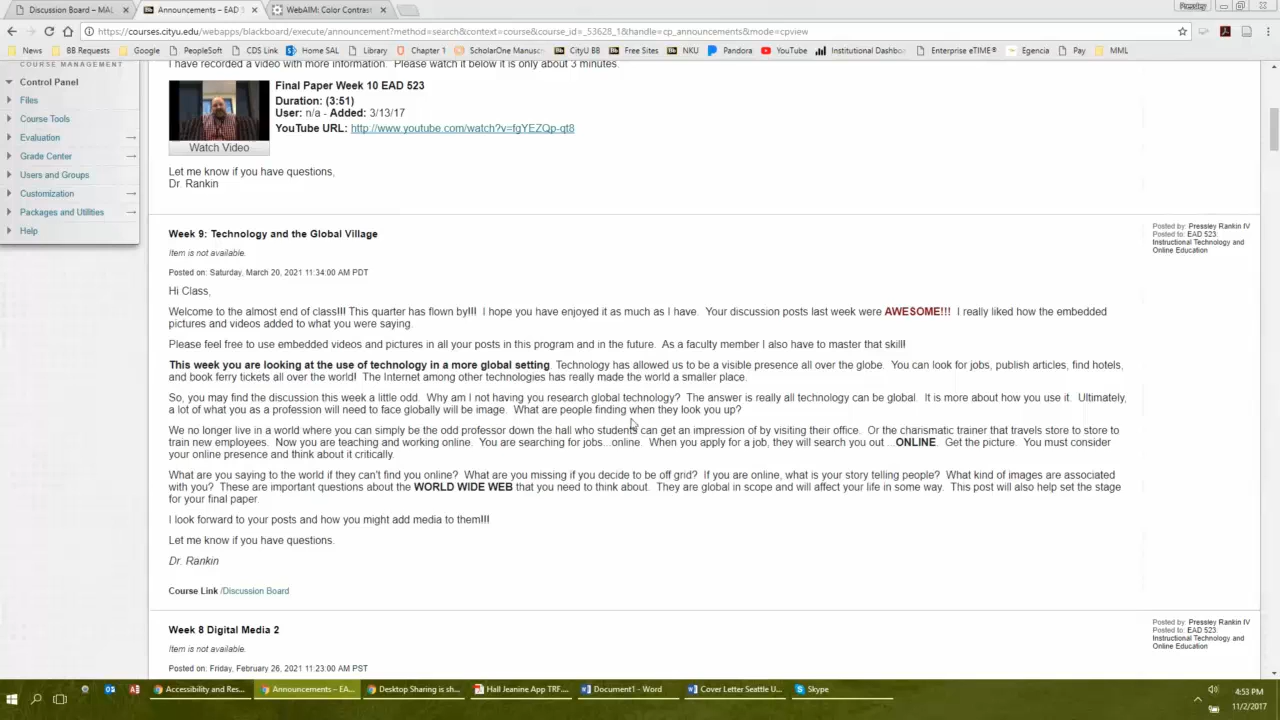 Discussion Board – MAL
Announcements – EAD 5
WebAIM: Color Contrast
Pressley
https://courses.cityu.edu/webapps/blackboard/execute/announcement?method=search&context=course&course_id=_53628_1&handle=cp_announcements&mode=cpview
News
BB Requests
Google
PeopleSoft
CDS Link
Home SAL
Library
Chapter 1
ScholarOne Manusc
CityU BB
Free Sites
NKU
Pandora
YouTube
Institutional Dashbo
Enterprise eTIME®
Egencia
Pay
MML
COURSE MANAGEMENT
Control Panel
Files
Course Tools
Evaluation
Grade Center
Users and Groups
Customization
Packages and Utilities
Help
I have recorded a video with more information. Please watch it below it is only about 3 minutes.
Final Paper Week 10 EAD 523
Duration: (3:51)
User: n/a - Added: 3/13/17
YouTube URL: http://www.youtube.com/watch?v=fgYEZQp-qt8
Watch Video
Let me know if you have questions,
Dr. Rankin
Week 9: Technology and the Global Village
Item is not available.
Posted on: Saturday, March 20, 2021 11:34:00 AM PDT
Posted by: Pressley Rankin IV
Posted to: EAD 523:
Instructional Technology and
Online Education
Hi Class,
Welcome to the almost end of class!!! This quarter has flown by!!! I hope you have enjoyed it as much as I have. Your discussion posts last week were AWESOME!!! I really liked how the embedded
pictures and videos added to what you were saying.
Please feel free to use embedded videos and pictures in all your posts in this program and in the future. As a faculty member I also have to master that skill!
This week you are looking at the use of technology in a more global setting. Technology has allowed us to be a visible presence all over the globe. You can look for jobs, publish articles, find hotels,
and book ferry tickets all over the world! The Internet among other technologies has really made the world a smaller place.
So, you may find the discussion this week a little odd. Why am I not having you research global technology? The answer is really all technology can be global. It is more about how you use it. Ultimately,
a lot of what you as a profession will need to face globally will be image. What are people finding when they look you up?
We no longer live in a world where you can simply be the odd professor down the hall who students can get an impression of by visiting their office. Or the charismatic trainer that travels store to store to
train new employees. Now you are teaching and working online. You are searching for jobs.. online. When you apply for a job, they will search you out ...ONLINE. Get the picture. You must consider
your online presence and think about it critically.
What are you saying to the world if they can't find you online? What are you missing if you decide to be off grid? If you are online, what is your story telling people? What kind of images are associated
with you? These are important questions about the WORLD WIDE WEB that you need to think about. They are global in scope and will affect your life in some way. This post will also help set the stage
for your final paper.
I look forward to your posts and how you might add media to them!!!
Let me know if you have questions.
Dr. Rankin
Course Link /Discussion Board
Week 8 Digital Media 2
Item is not available.
Posted on: Friday, February 26, 2021 11:23:00 AM PST
Posted by: Pressley Rankin IV
Posted to: EAD 523:
Instructional Technology and
Online Education
Accessibility and Res...
Announcements – EA...
Desktop Sharing is sh...
Hall Jeanine App TRF....
Document1 - Word
Cover Letter Seattle U...
Skype
4:53 PM
11/2/2017